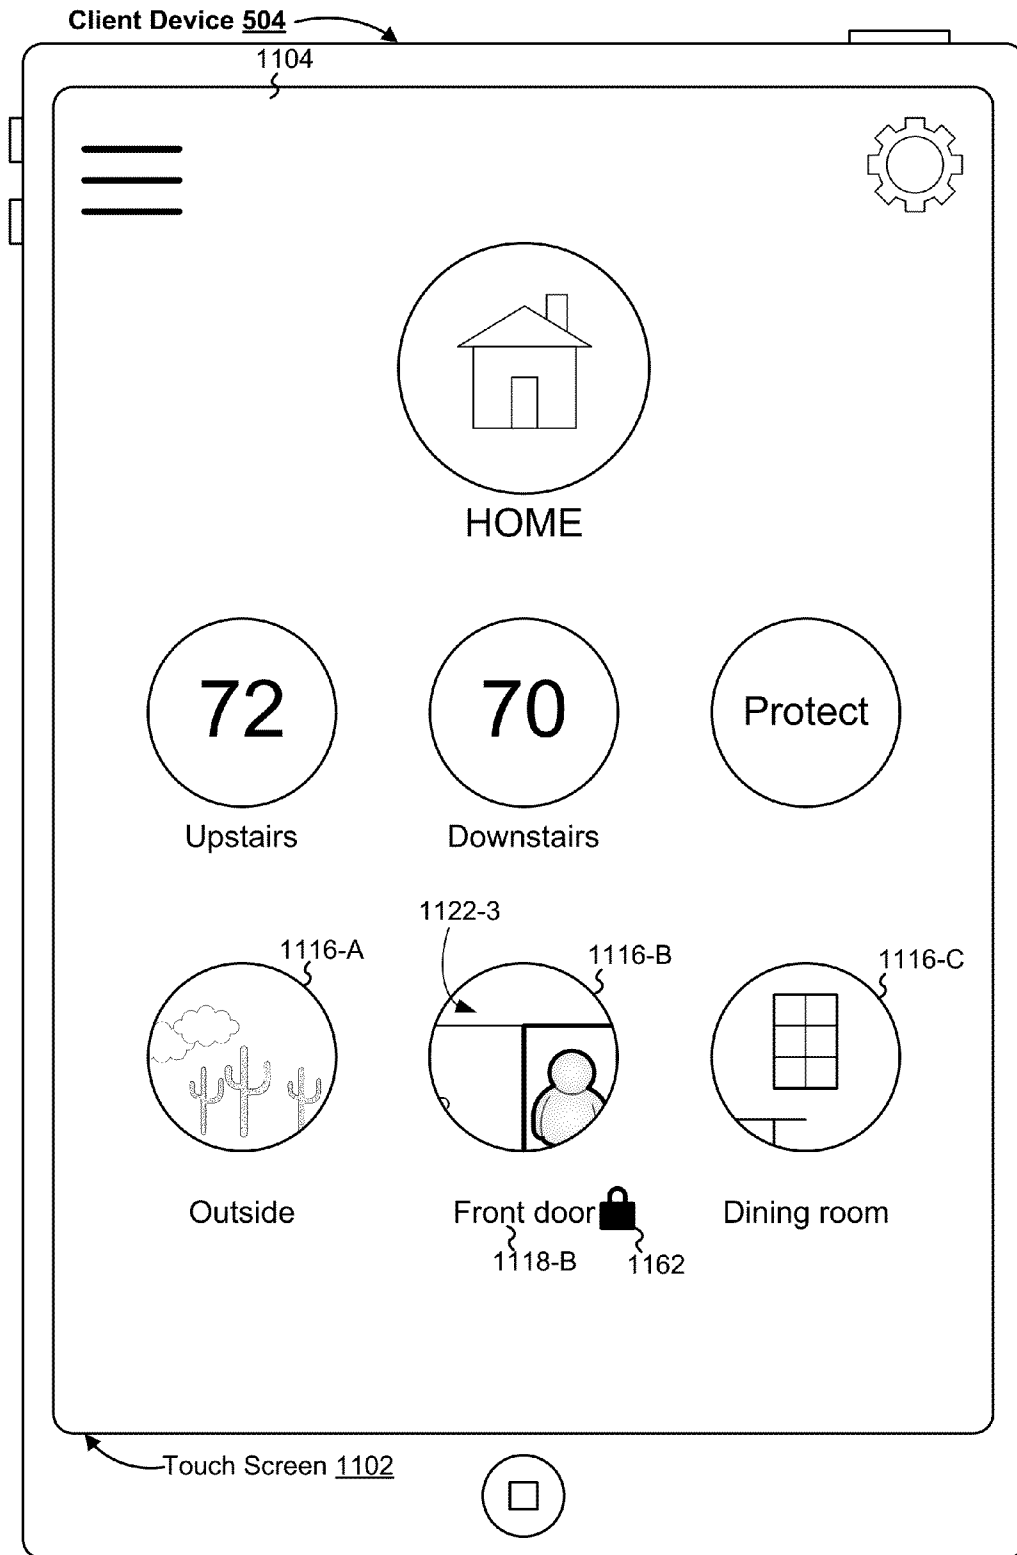 Client Device 504
1104
HOME
72
70
Protect
Upstairs
Downstairs
1122-3
1116-A
1116-B
1116-C
Outside
Front door
Dining room
1118-B
1162
Touch Screen 1102